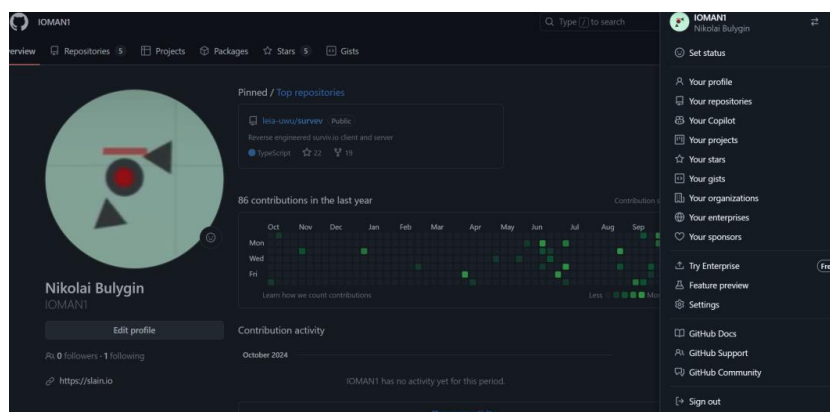 IOMAN1
Type / to search
Overview
Repositories 5
Projects
Packages
Stars 5
Gists
Pinned / Top repositories
leia-uwu/survev Public
Reverse engineered surviv.io client and server
TypeScript 22 19
86 contributions in the last year
Contribution
Oct Nov Dec Jan Feb Mar Apr May Jun Jul Aug Sep
Mon
Wed
Fri
Learn how we count contributions
Less
Mor
Nikolai Bulygin
IOMAN1
Edit profile
0 followers · 1 following
https://slain.io
Contribution activity
October 2024
IOMAN1 has no activity yet for this period.
IOMAN1
Nikolai Bulygin
Set status
Your profile
Your repositories
Your Copilot
Your projects
Your stars
Your gists
Your organizations
Your enterprises
Your sponsors
Try Enterprise
Fre
Feature preview
Settings
GitHub Docs
GitHub Support
GitHub Community
Sign out